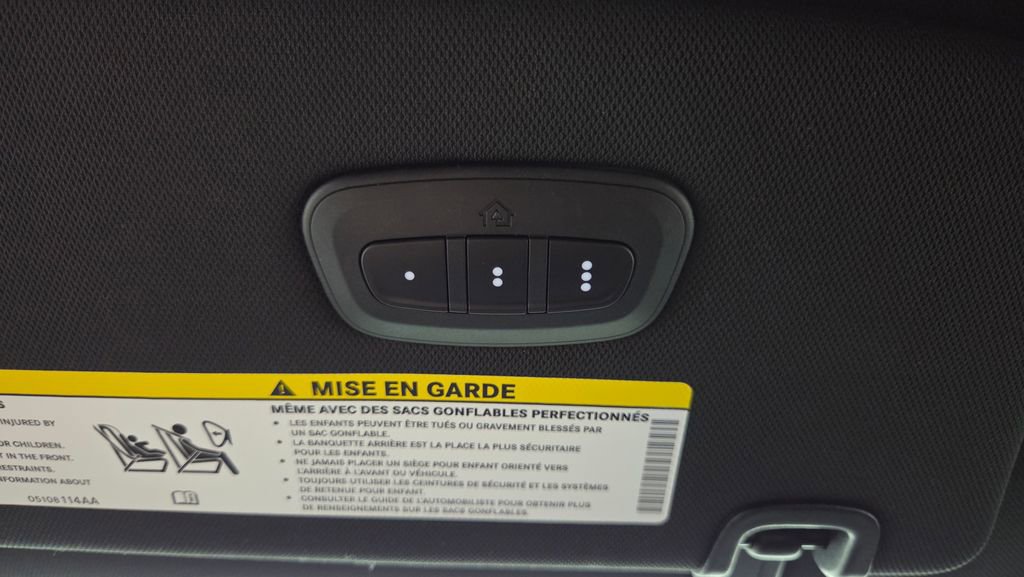 MISE EN GARDE
S
INJURED BY
OR CHILDREN.
T IN THE FRONT.
RESTRAINTS.
INFORMATION ABOUT
05108114AA
MÊME AVEC DES SACS GONFLABLES PERFECTIONNÉS
• LES ENFANTS PEUVENT ÊTRE TUÉS OU GRAVEMENT BLESSÉS PAR
UN SAC GONFLABLE.
• LA BANQUETTE ARRIÈRE EST LA PLACE LA PLUS SÉCURITAIRE
POUR LES ENFANTS.
• NE JAMAIS PLACER UN SIÈGE POUR ENFANT ORIENTÉ VERS
L'ARRIÈRE À L'AVANT DU VÉHICULE.
• TOUJOURS UTILISER LES CEINTURES DE SÉCURITÉ ET LES SYSTÈMES
DE RETENUE POUR ENFANT.
• CONSULTER LE GUIDE DE L'AUTOMOBILISTE POUR OBTENIR PLUS
DE RENSEIGNEMENTS SUR LES SACS GONFLABLES.